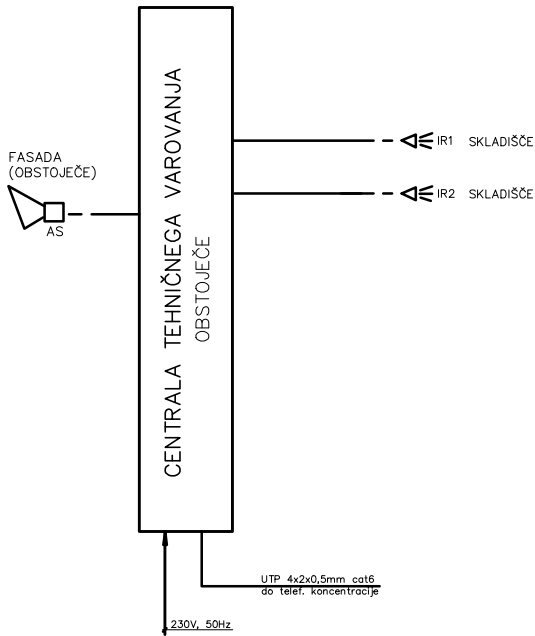 FASADA
(OBSTOJEČE)
AS
CENTRALA TEHNIČNEGA VAROVANJA
OBSTOJEČE
IR1 SKLADIŠČE
IR2 SKLADIŠČE
UTP 4x2x0,5mm cat6
do telef. koncentracije
230V, 50Hz